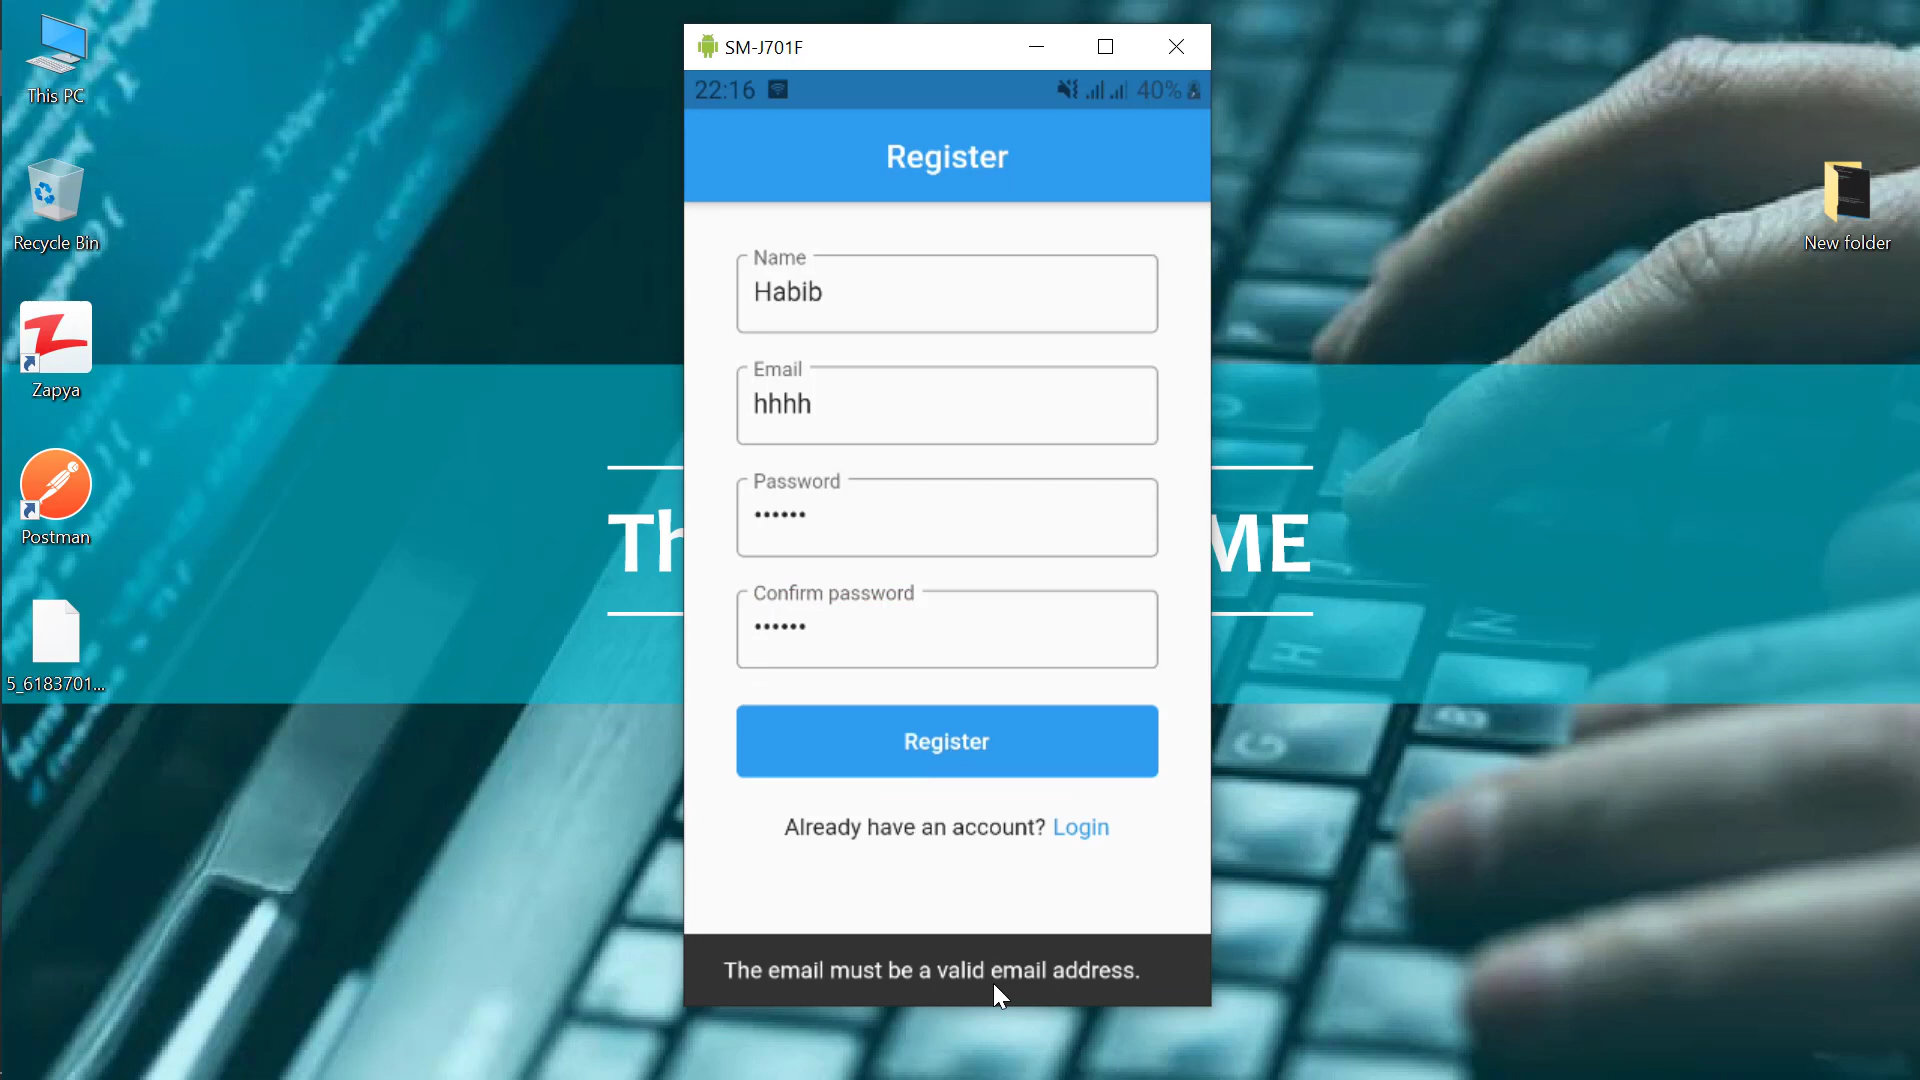 This PC
Recycle Bin
Zapya
Postman
5_6183701...
New folder
SM-J701F
22:16
40%
Register
Name
Habib
Email
hhhh
Password
••••••
Confirm password
••••••
Register
Already have an account? Login
The email must be a valid email address.
Th
ME
H
N
G
B